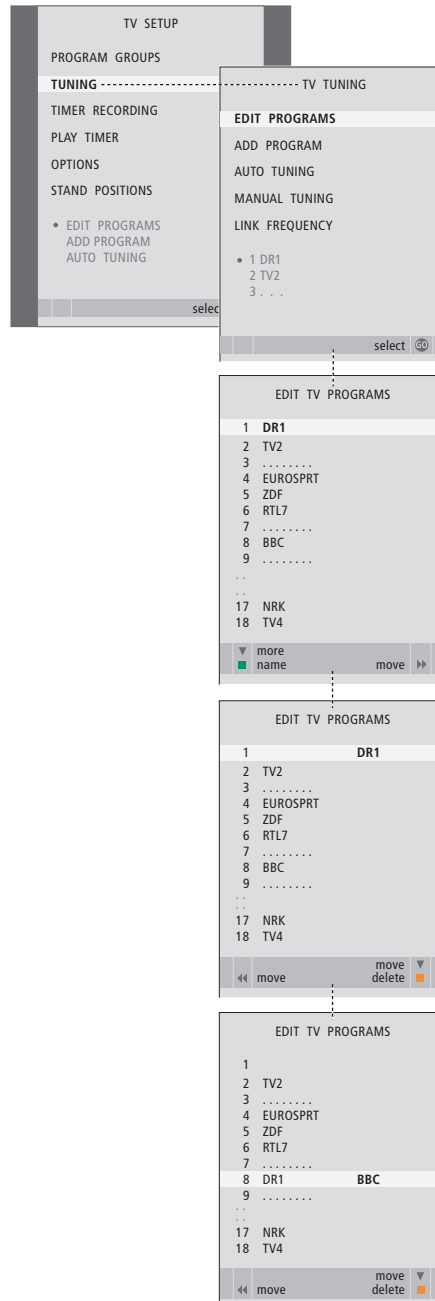 TV SETUP
PROGRAM GROUPS
TUNING
TIMER RECORDING
PLAY TIMER
OPTIONS
STAND POSITIONS
• EDIT PROGRAMS
ADD PROGRAM
AUTO TUNING
selec
TV TUNING
EDIT PROGRAMS
ADD PROGRAM
AUTO TUNING
MANUAL TUNING
LINK FREQUENCY
• 1 DR1
2 TV2
3 . . .
select GO
EDIT TV PROGRAMS
1 DR1
2 TV2
3 ........
4 EUROSPRT
5 ZDF
6 RTL7
7 ........
8 BBC
9 ........
. .
. .
17 NRK
18 TV4
▼ more
name move ▸▸
EDIT TV PROGRAMS
1 DR1
2 TV2
3 ........
4 EUROSPRT
5 ZDF
6 RTL7
7 ........
8 BBC
9 ........
. .
. .
17 NRK
18 TV4
move ▼
◂◂ move delete
EDIT TV PROGRAMS
1
2 TV2
3 ........
4 EUROSPRT
5 ZDF
6 RTL7
7 ........
8 DR1 BBC
9 ........
. .
. .
17 NRK
18 TV4
move ▼
◂◂ move delete